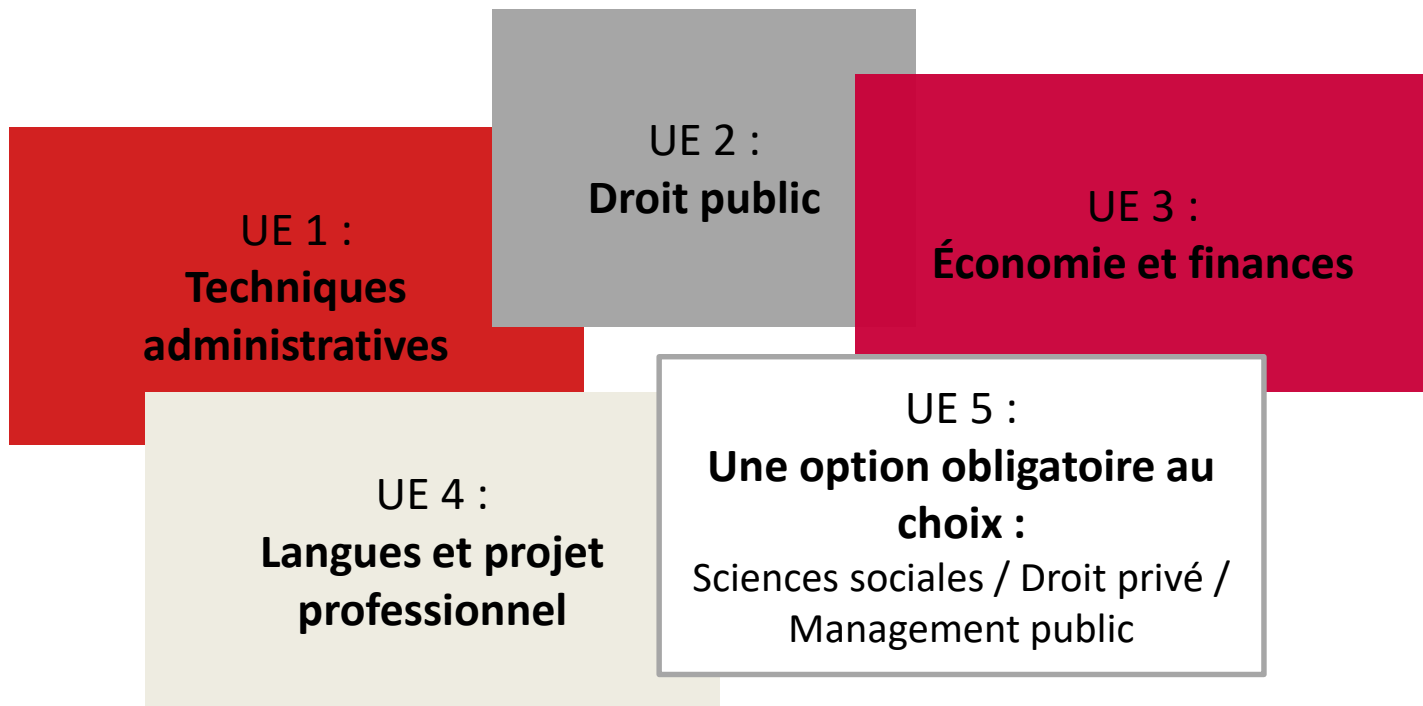 UE 1 :
Techniques
administratives
UE 2 :
Droit public
UE 3 :
Économie et finances
UE 4 :
Langues et projet
professionnel
UE 5 :
Une option obligatoire au
choix :
Sciences sociales / Droit privé /
Management public